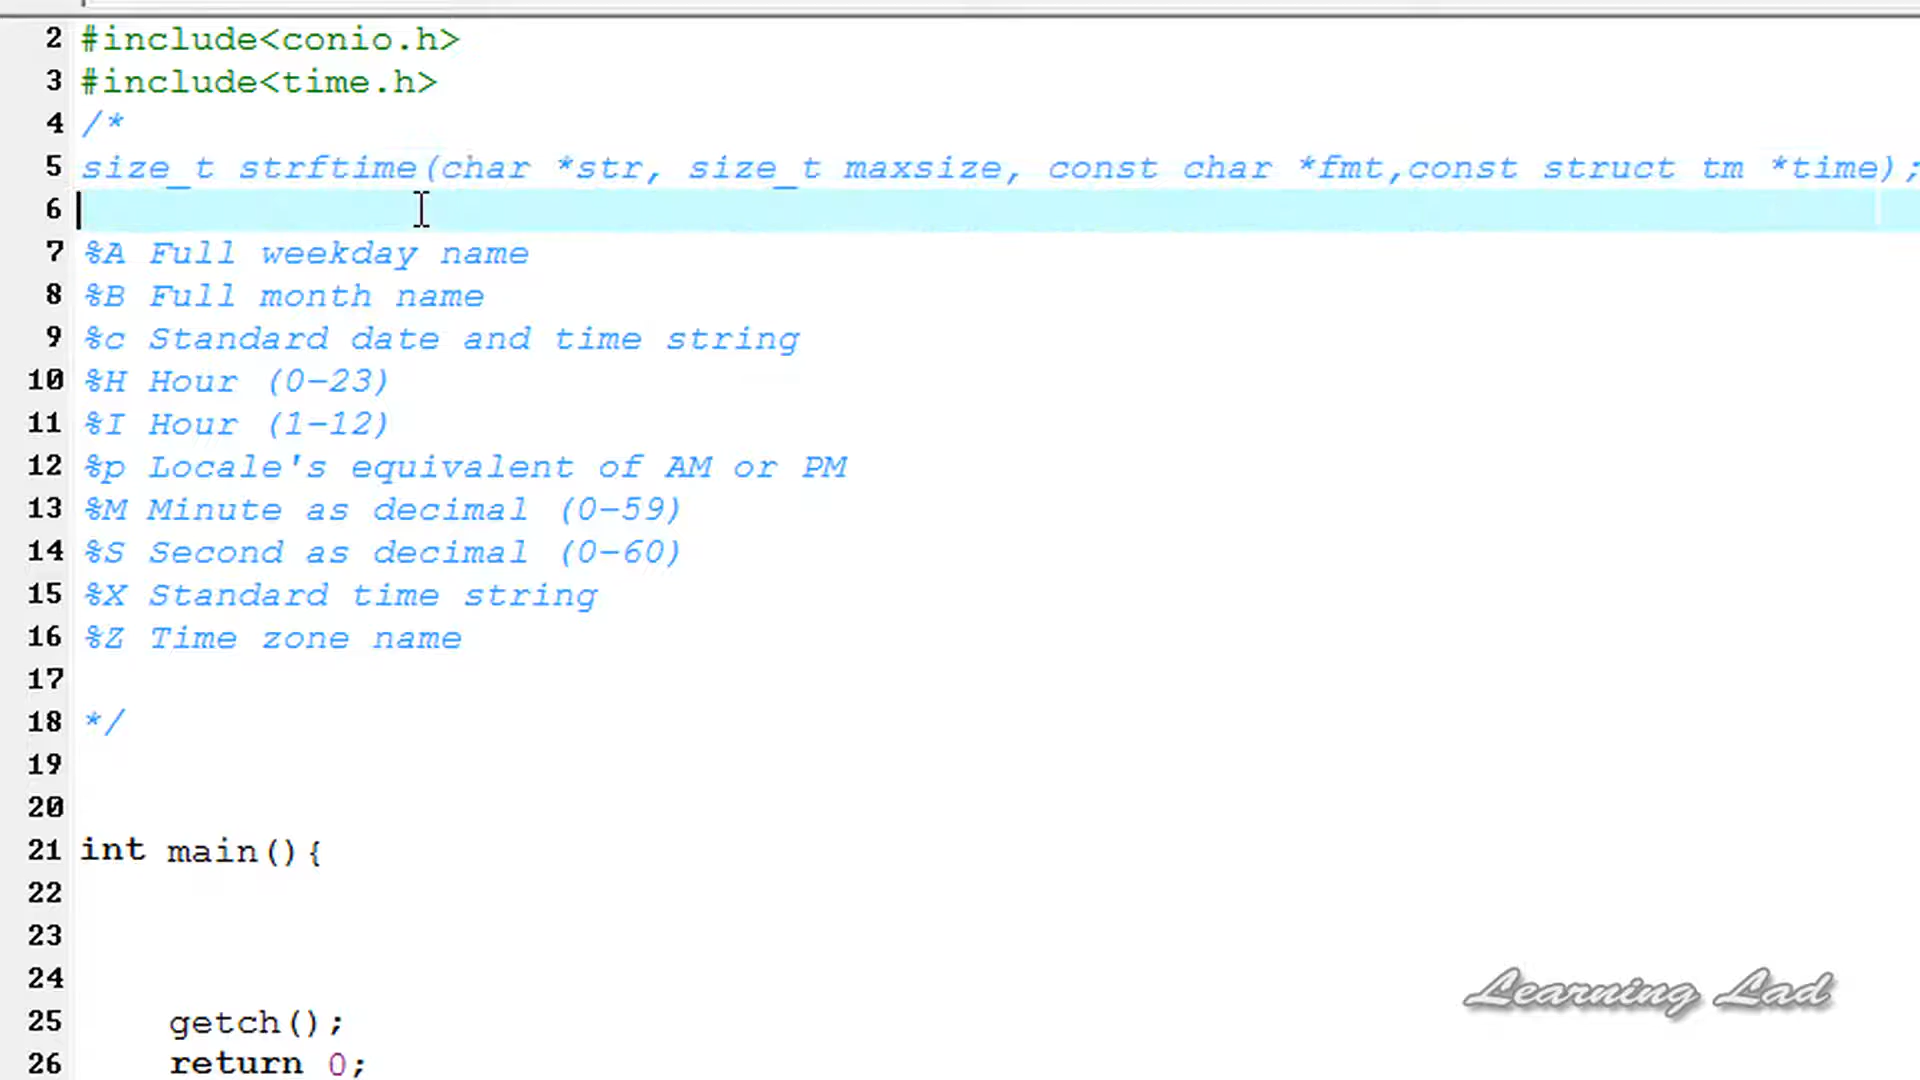 2 #include<conio.h>
3 #include<time.h>
4 /*
5 size_t strftime(char *str, size_t maxsize, const char *fmt,const struct tm *time);
6
7 %A Full weekday name
8 %B Full month name
9 %c Standard date and time string
10 %H Hour (0-23)
11 %I Hour (1-12)
12 %p Locale's equivalent of AM or PM
13 %M Minute as decimal (0-59)
14 %S Second as decimal (0-60)
15 %X Standard time string
16 %Z Time zone name
17
18 */
19
20
21 int main(){
22
23
24
25 getch();
26 return 0;
Learning Lad